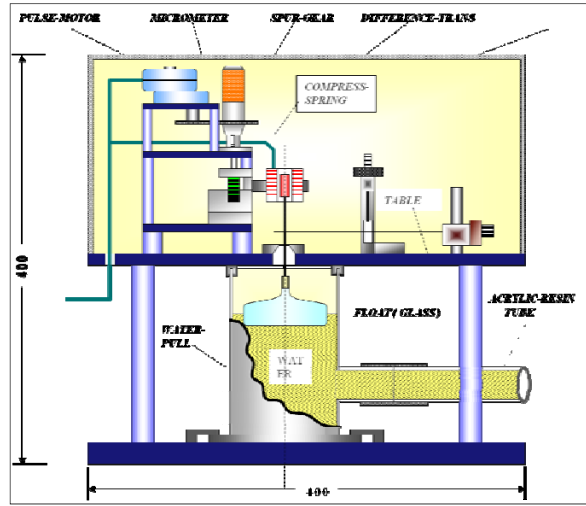 PULSE-MOTOR
MICROMETER
SPUR-GEAR
DIFFERENCE-TRANS
COMPRESS-
SPRING
TABLE
400
WATER-
PULL
FLOAT( GLASS)
ACRYLIC-RESIN
TUBE
WAT
ER
400